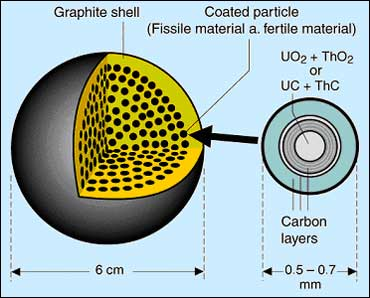 Graphite shell
Coated particle
(Fissile material a. fertile material)
UO₂ + ThO₂
or
UC + ThC
Carbon
layers
6 cm
0.5 – 0.7
mm